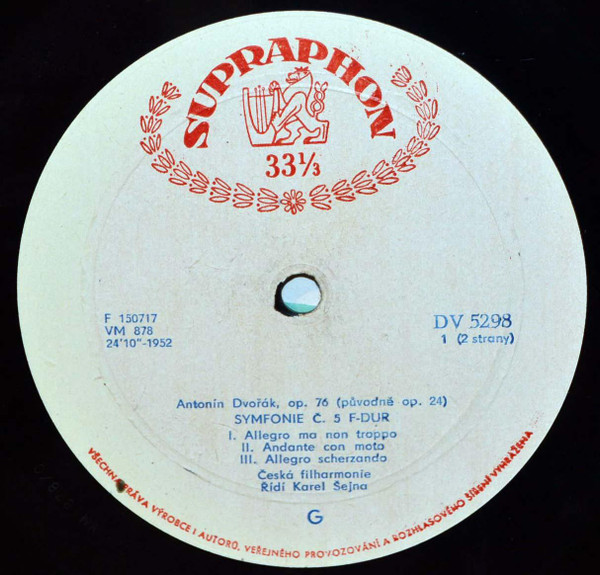 SUPRAPHON
33⅓
F 150717
VM 878
24'10"-1952
DV 5298
1 (2 strany)
Antonín Dvořák, op. 76 (původně op. 24)
SYMFONIE Č. 5 F-DUR
I. Allegro ma non troppo
II. Andante con moto
III. Allegro scherzando
Česká filharmonie
Řídí Karel Šejna
G
VŠECHNA PRÁVA VÝROBCE I AUTORŮ, VEŘEJNÉHO PROVOZOVÁNÍ A ROZHLASOVÉHO ŠÍŘENÍ VYHRAŽENA